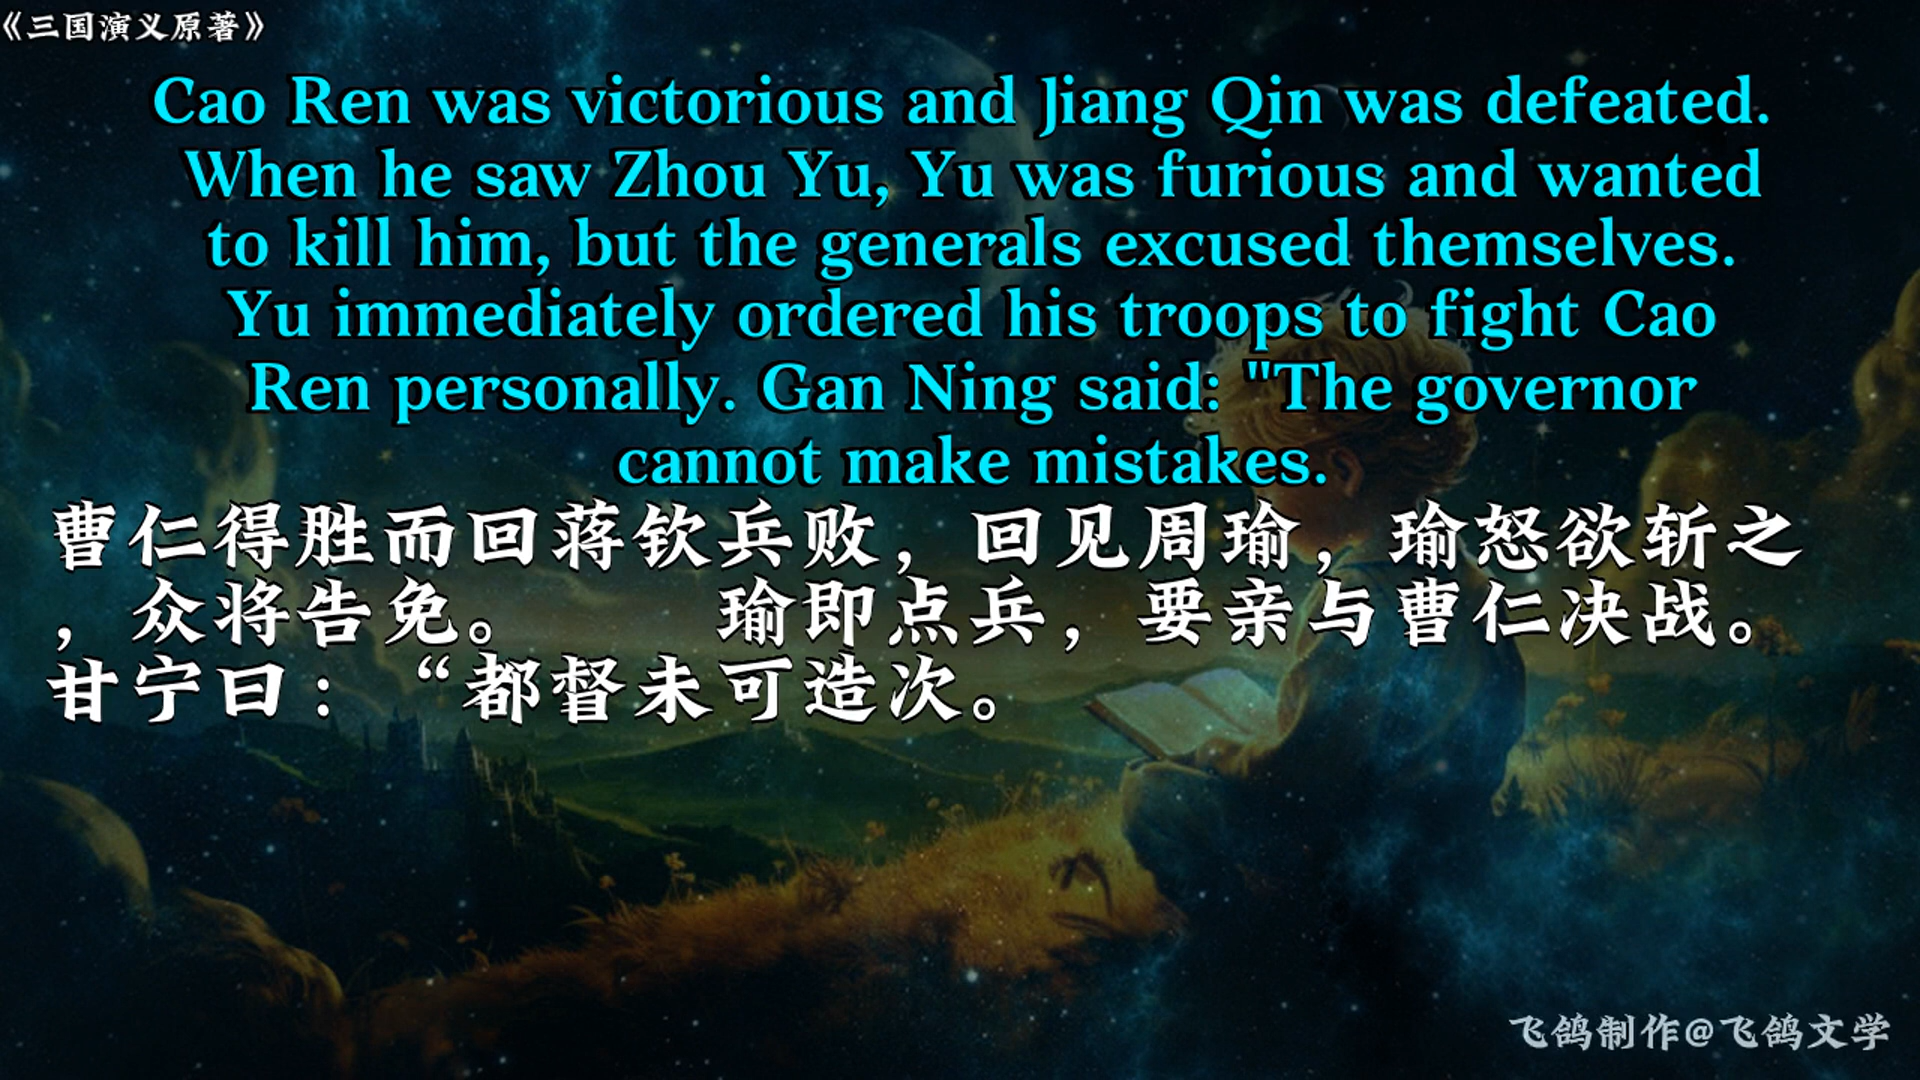 《三国演义原著》
Cao Ren was victorious and Jiang Qin was defeated.
When he saw Zhou Yu, Yu was furious and wanted
to kill him, but the generals excused themselves.
Yu immediately ordered his troops to fight Cao
Ren personally. Gan Ning said: "The governor
cannot make mistakes.
曹仁得胜而回蒋钦兵败，回见周瑜，瑜怒欲斩之
，众将告免。　　瑜即点兵，要亲与曹仁决战。
甘宁曰：“都督未可造次。
飞鸽制作@飞鸽文学